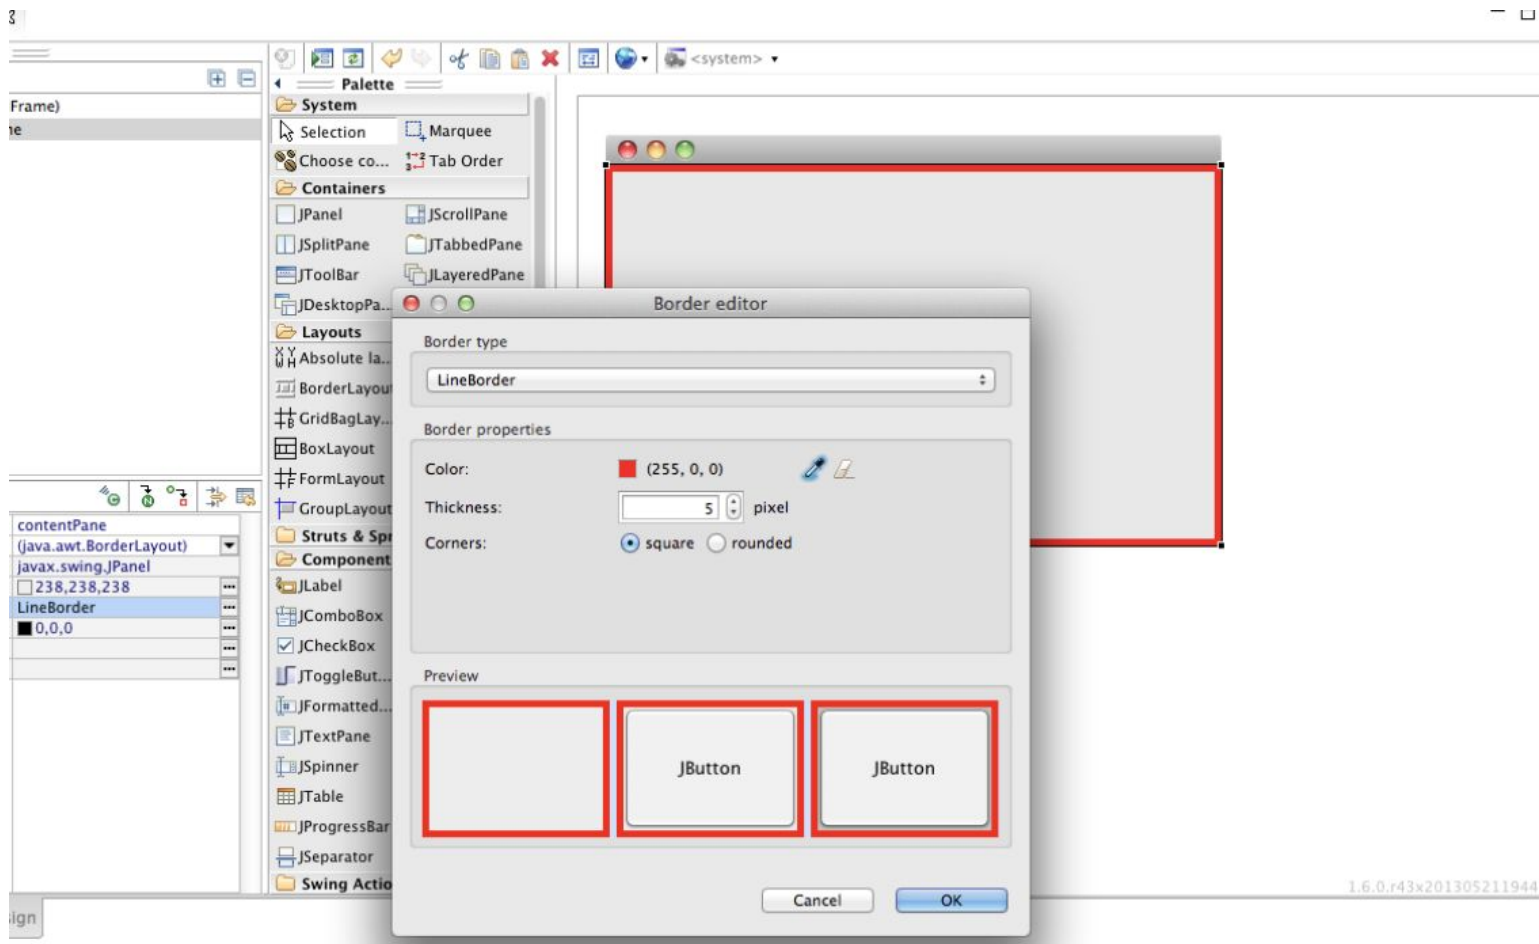 <system>
Palette
Frame)
ne
System
Selection
Marquee
Choose co...
Tab Order
Containers
JPanel
JScrollPane
JSplitPane
JTabbedPane
JToolBar
JLayeredPane
JDesktopPa...
Layouts
Absolute la...
BorderLayout
GridBagLay...
BoxLayout
FormLayout
GroupLayout
Struts & Spr
Component
JLabel
JComboBox
JCheckBox
JToggleBut...
JFormatted...
JTextPane
JSpinner
JTable
JProgressBar
JSeparator
Swing Actio
contentPane
(java.awt.BorderLayout)
javax.swing.JPanel
238,238,238
LineBorder
0,0,0
sign
Border editor
Border type
LineBorder
Border properties
Color:
(255, 0, 0)
Thickness:
5
pixel
Corners:
square
rounded
Preview
JButton
JButton
Cancel
OK
1.6.0.r43x201305211944